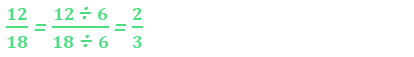 12/18 = 12 ÷ 6/18 ÷ 6 = 2/3